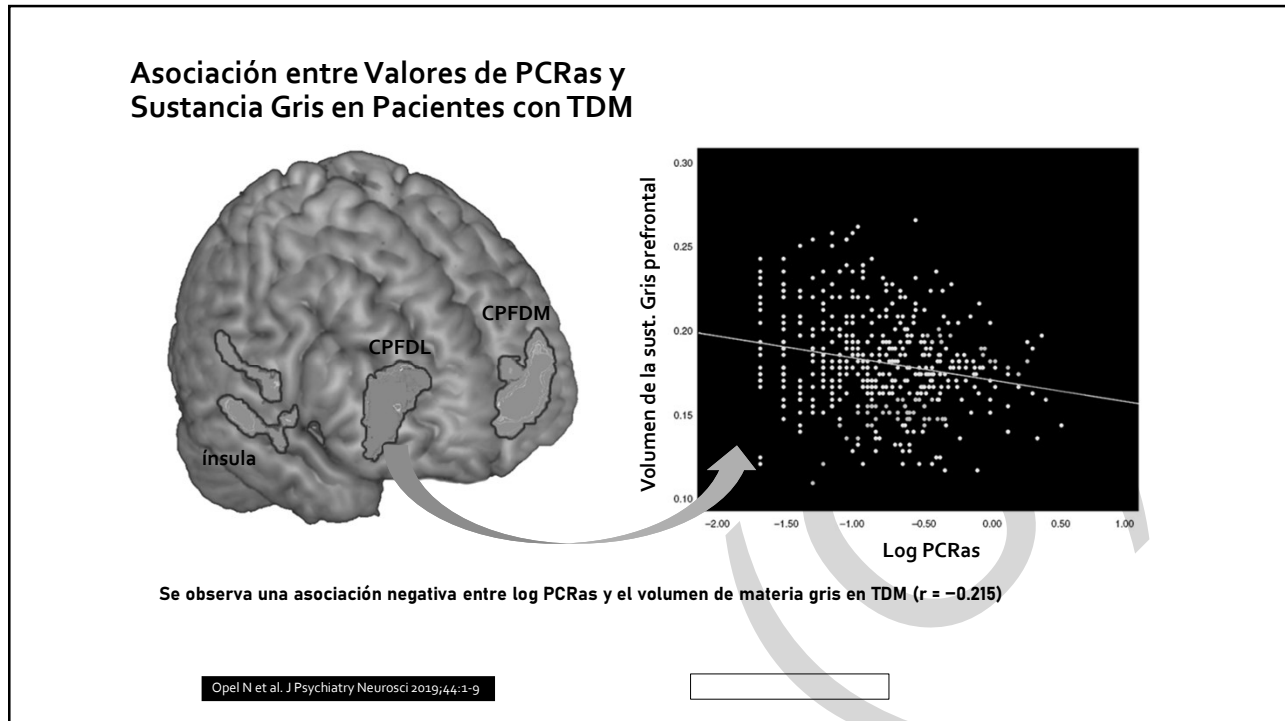 Asociación entre Valores de PCRas y
Sustancia Gris en Pacientes con TDM
CPFDM
CPFDL
ínsula
Volumen de la sust. Gris prefrontal
0.30
0.25
0.20
0.15
0.10
−2.00 −1.50 −1.00 −0.50 0.00 0.50 1.00
Log PCRas
Se observa una asociación negativa entre log PCRas y el volumen de materia gris en TDM (r = −0.215)
Opel N et al. J Psychiatry Neurosci 2019;44:1-9